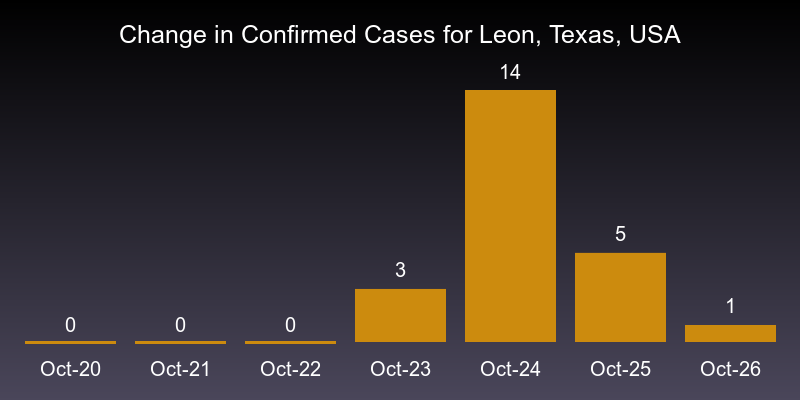 Change in Confirmed Cases for Leon, Texas, USA
14
5
3
1
0 0 0
Oct-20 Oct-21 Oct-22 Oct-23 Oct-24 Oct-25 Oct-26